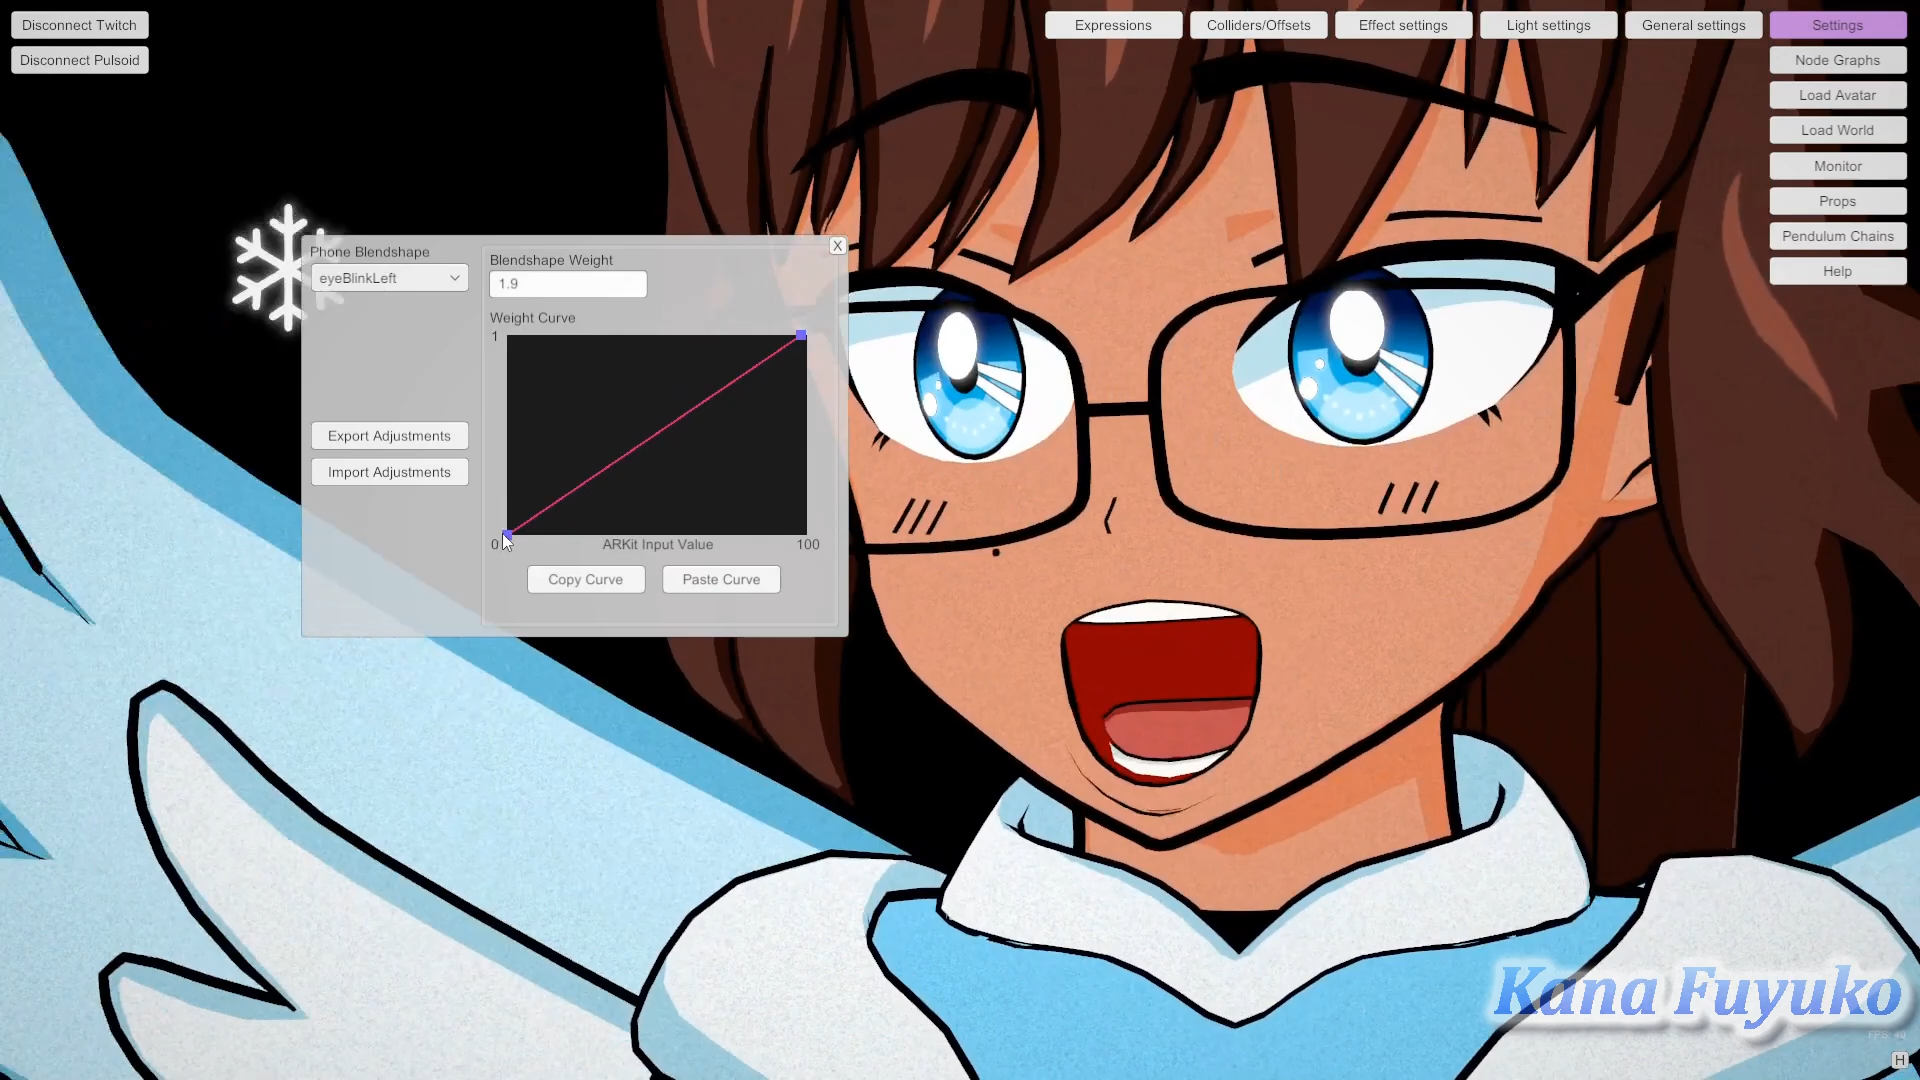 Disconnect Twitch
Disconnect Pulsoid
Expressions
Colliders/Offsets
Effect settings
Light settings
General settings
Settings
Node Graphs
Load Avatar
Load World
Monitor
Props
Pendulum Chains
Help
Phone Blendshape
eyeBlinkLeft
Export Adjustments
Import Adjustments
X
Blendshape Weight
1.9
Weight Curve
1
0
ARKit Input Value
100
Copy Curve
Paste Curve
Kana Fuyuko
H